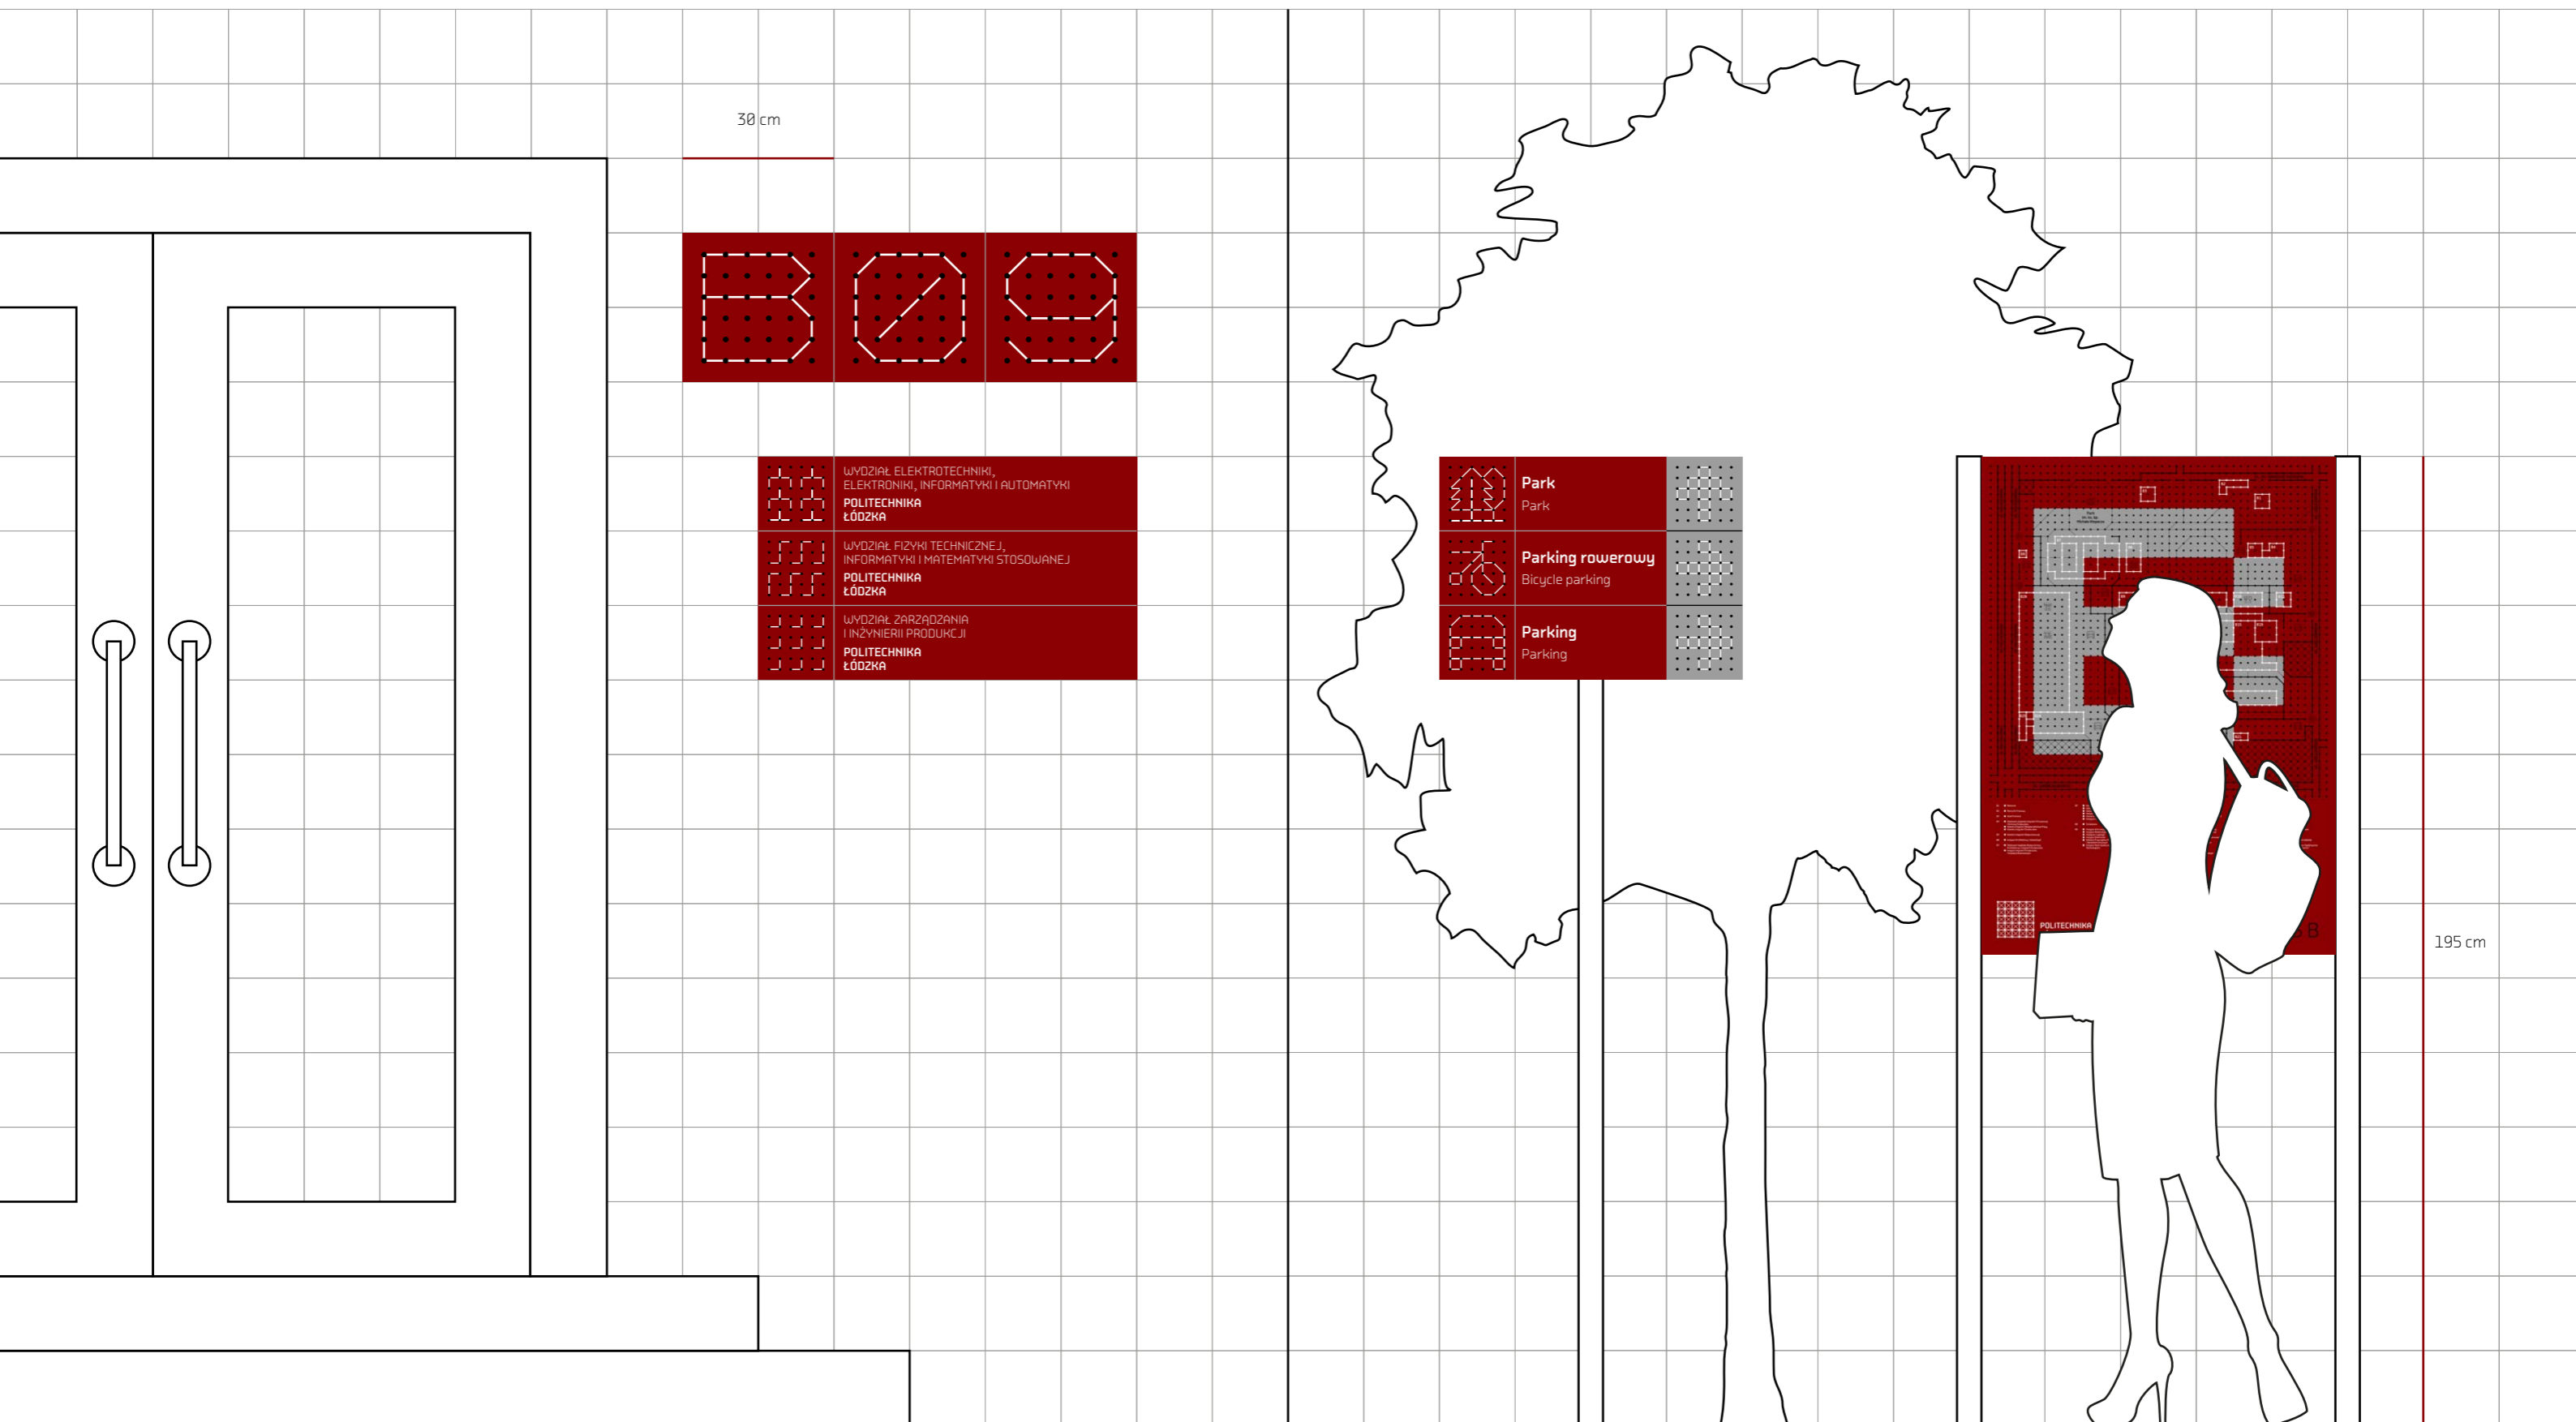 30 cm
B09
WYDZIAŁ ELEKTROTECHNIKI,
ELEKTRONIKI, INFORMATYKI I AUTOMATYKI
POLITECHNIKA
ŁÓDZKA
WYDZIAŁ FIZYKI TECHNICZNEJ,
INFORMATYKI I MATEMATYKI STOSOWANEJ
POLITECHNIKA
ŁÓDZKA
WYDZIAŁ ZARZĄDZANIA
I INŻYNIERII PRODUKCJI
POLITECHNIKA
ŁÓDZKA
Park
Park
Parking rowerowy
Bicycle parking
Parking
Parking
POLITECHNIKA
B
195 cm